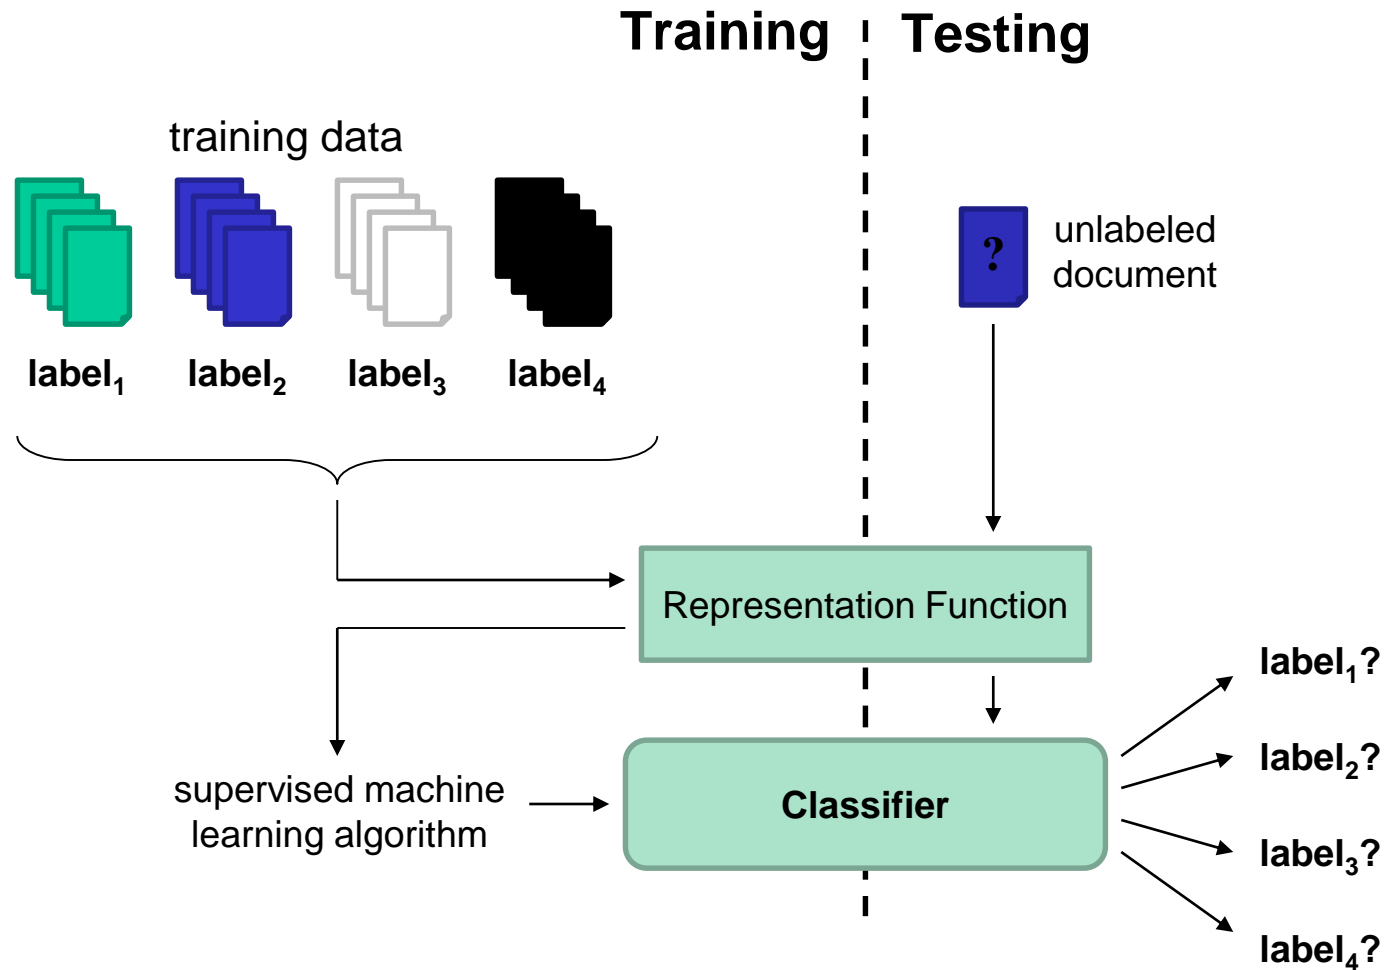 Training
Testing
training data
label₁
label₂
label₃
label₄
?
unlabeled
document
Representation Function
supervised machine
learning algorithm
Classifier
label₁?
label₂?
label₃?
label₄?